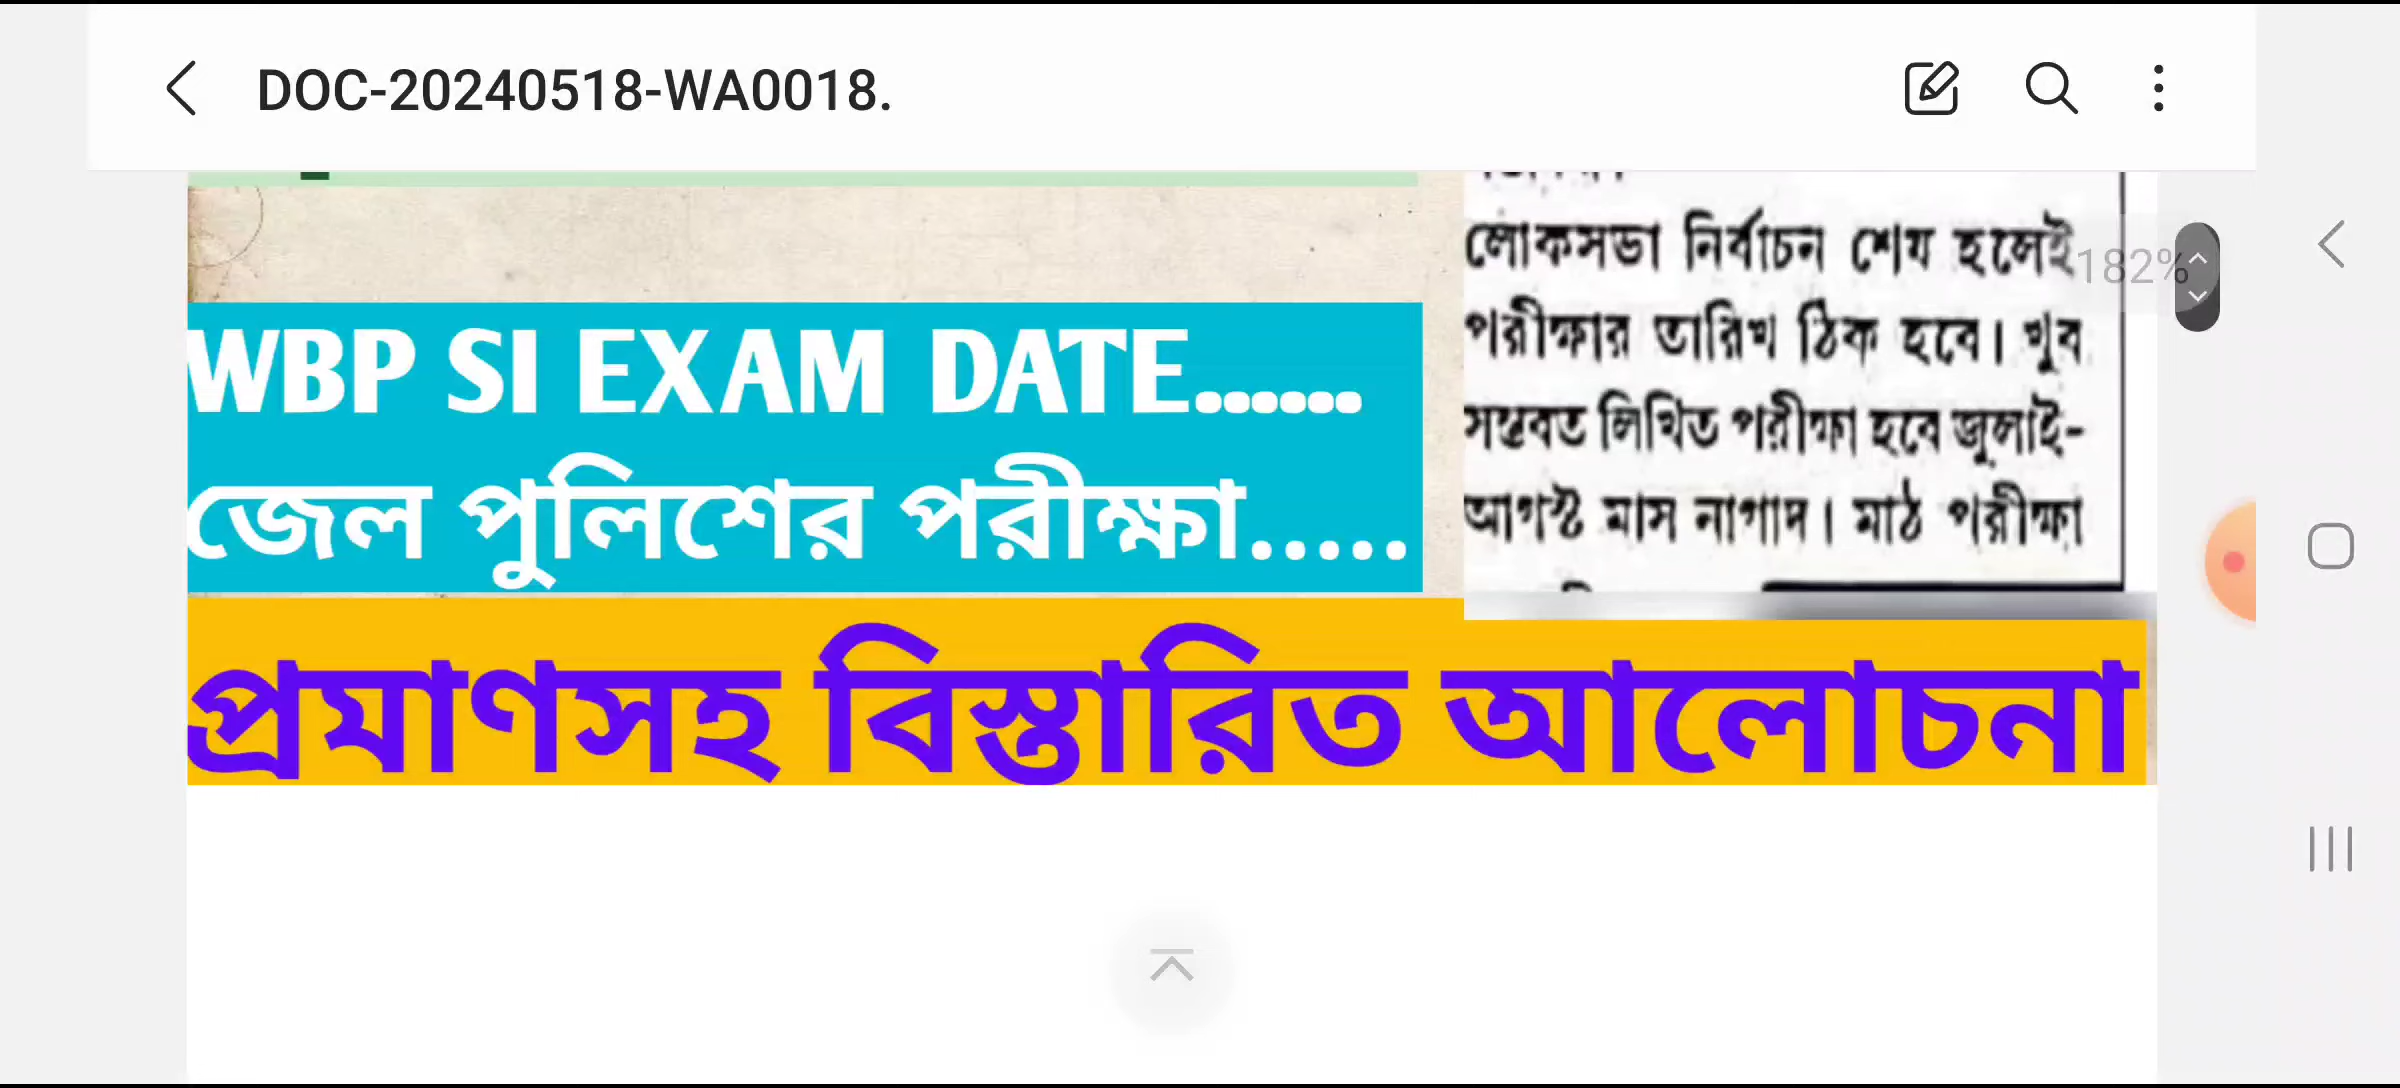 DOC-20240518-WA0018.
লোকসভা নির্বাচন শেষ হলেই
182%
পরীক্ষার তারিখ ঠিক হবে। খুব
সম্ভবত লিখিত পরীক্ষা হবে জুলাই-
আগস্ট মাস নাগাদ। মাঠ পরীক্ষা
WBP SI EXAM DATE......
জেল পুলিশের পরীক্ষা.....
প্রমাণসহ বিস্তারিত আলোচনা